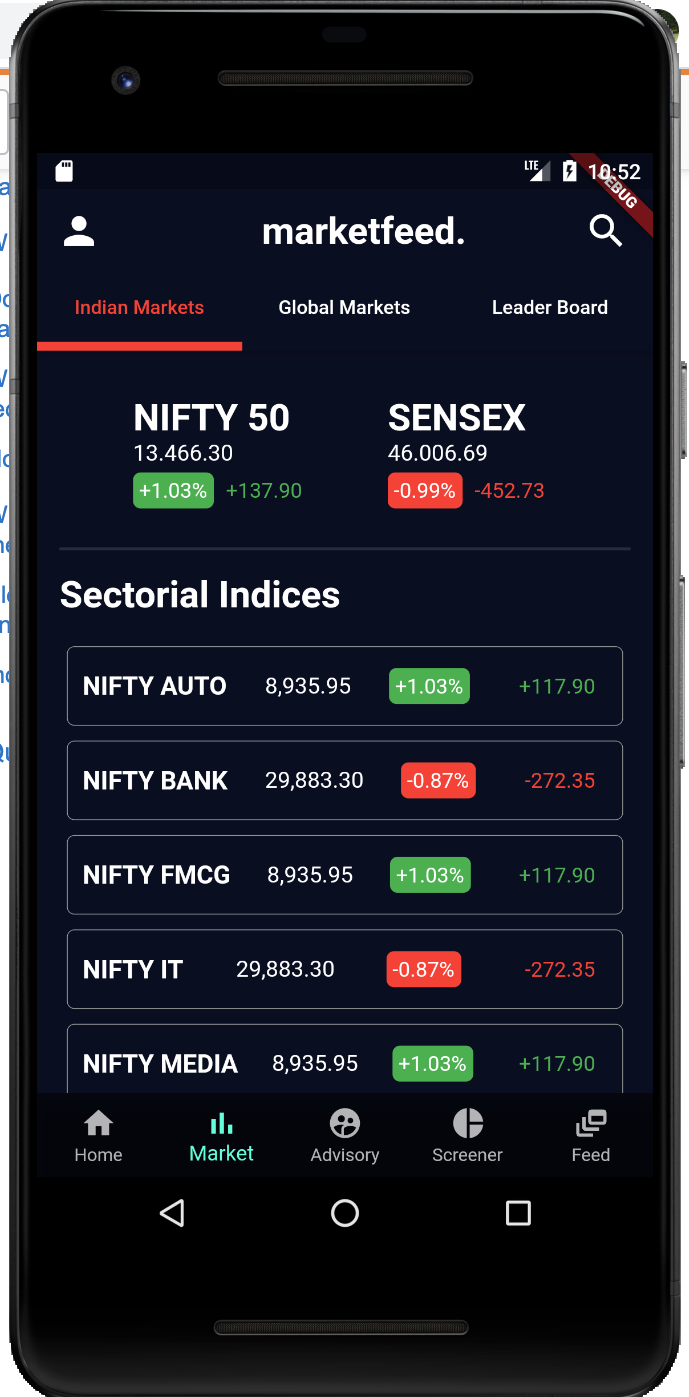 LTE 10:52
DEBUG
marketfeed.
Indian Markets Global Markets Leader Board
NIFTY 50 SENSEX
13.466.30 46.006.69
+1.03% +137.90 -0.99% -452.73
Sectorial Indices
NIFTY AUTO 8,935.95 +1.03% +117.90
NIFTY BANK 29,883.30 -0.87% -272.35
NIFTY FMCG 8,935.95 +1.03% +117.90
NIFTY IT 29,883.30 -0.87% -272.35
NIFTY MEDIA 8,935.95 +1.03% +117.90
Home Market Advisory Screener Feed